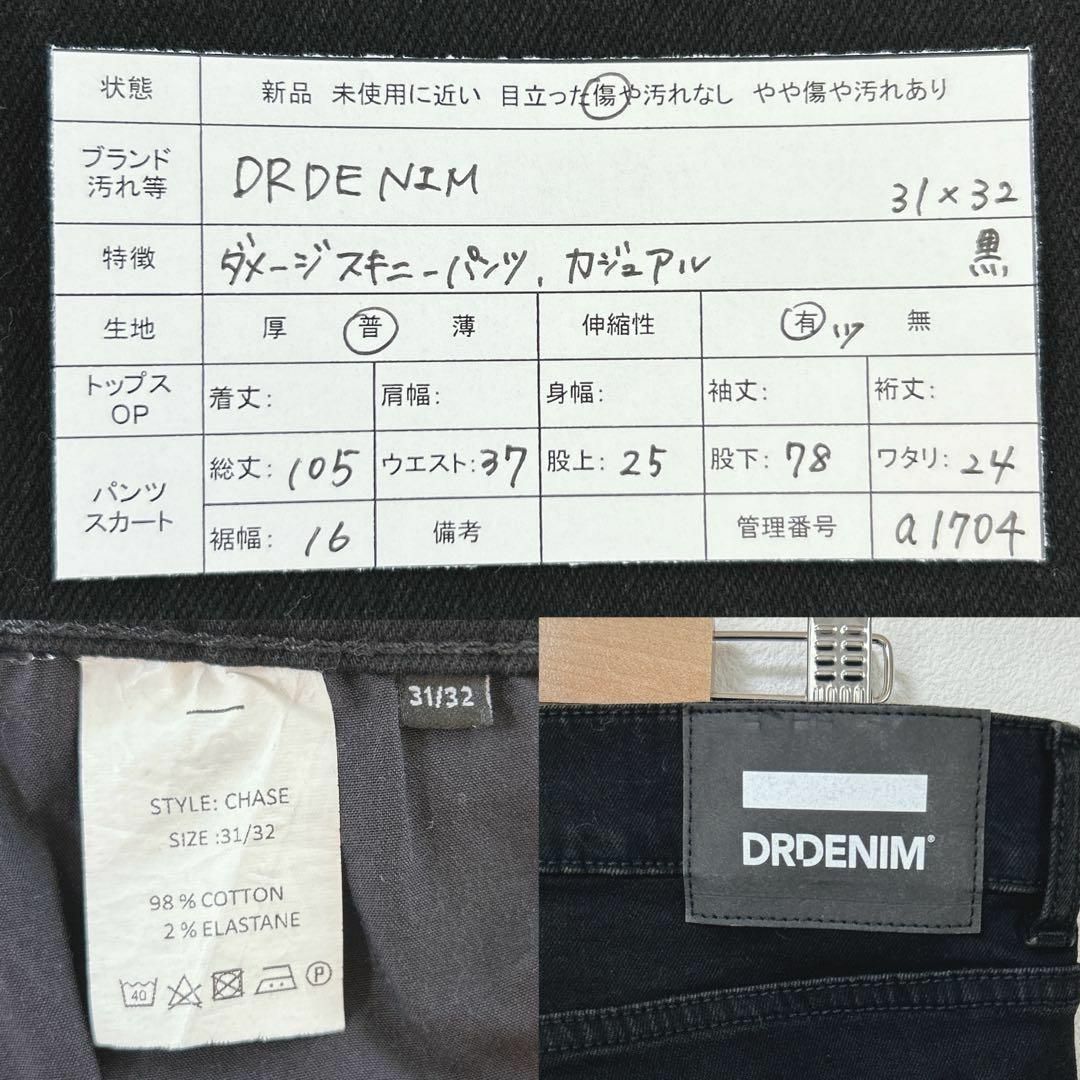 状態 新品 未使用に近い 目立った傷や汚れなし やや傷や汚れあり
ブランド
汚れ等
DRDENIM
31×32
特徴 ダメージスキニーパンツ, カジュアル 黒
生地 厚 普 薄 伸縮性 有 無
トップス
OP
着丈: 肩幅: 身幅: 袖丈: 裄丈:
パンツ
スカート
総丈: 105 ウエスト: 37 股上: 25 股下: 78 ワタリ: 24
裾幅: 16 備考 管理番号 a1704
31/32
STYLE: CHASE
SIZE :31/32
98 % COTTON
2 % ELASTANE
40 P
DRDENIM®